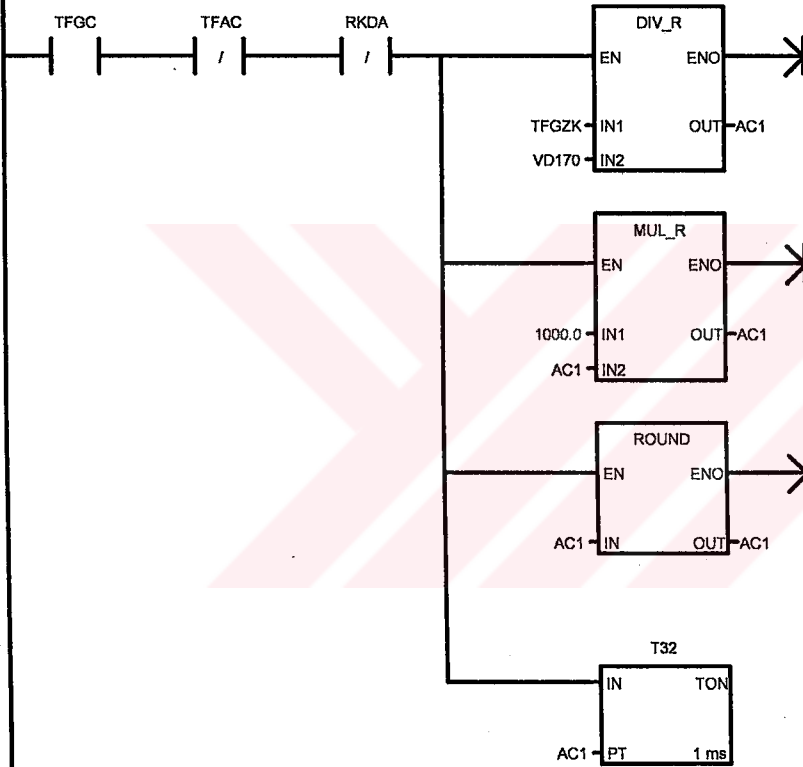 TFGC TFAC RKDA
/ /
DIV_R
EN ENO
TFGZK IN1 OUT AC1
VD170 IN2
MUL_R
EN ENO
1000.0 IN1 OUT AC1
AC1 IN2
ROUND
EN ENO
AC1 IN OUT AC1
T32
IN TON
AC1 PT 1 ms